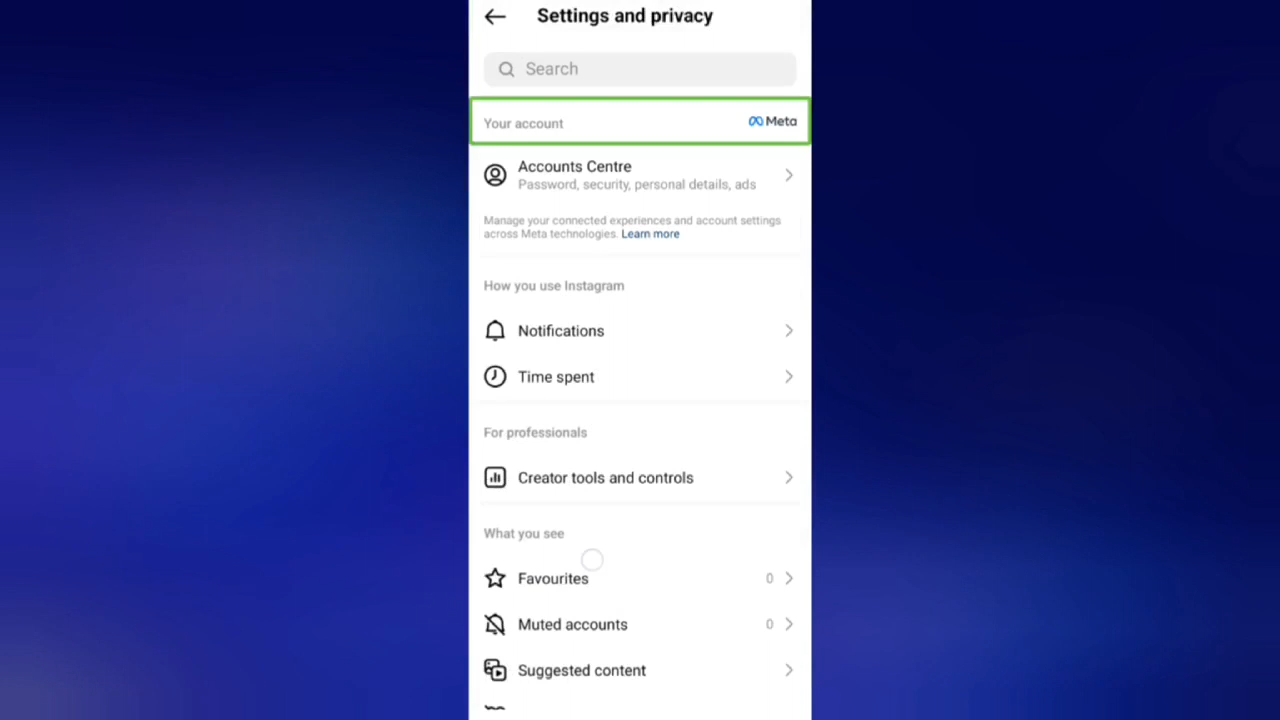 Settings and privacy
Search
Your account
Meta
Accounts Centre
Password, security, personal details, ads
Manage your connected experiences and account settings
across Meta technologies. Learn more
How you use Instagram
Notifications
Time spent
For professionals
Creator tools and controls
What you see
Favourites 0
Muted accounts 0
Suggested content